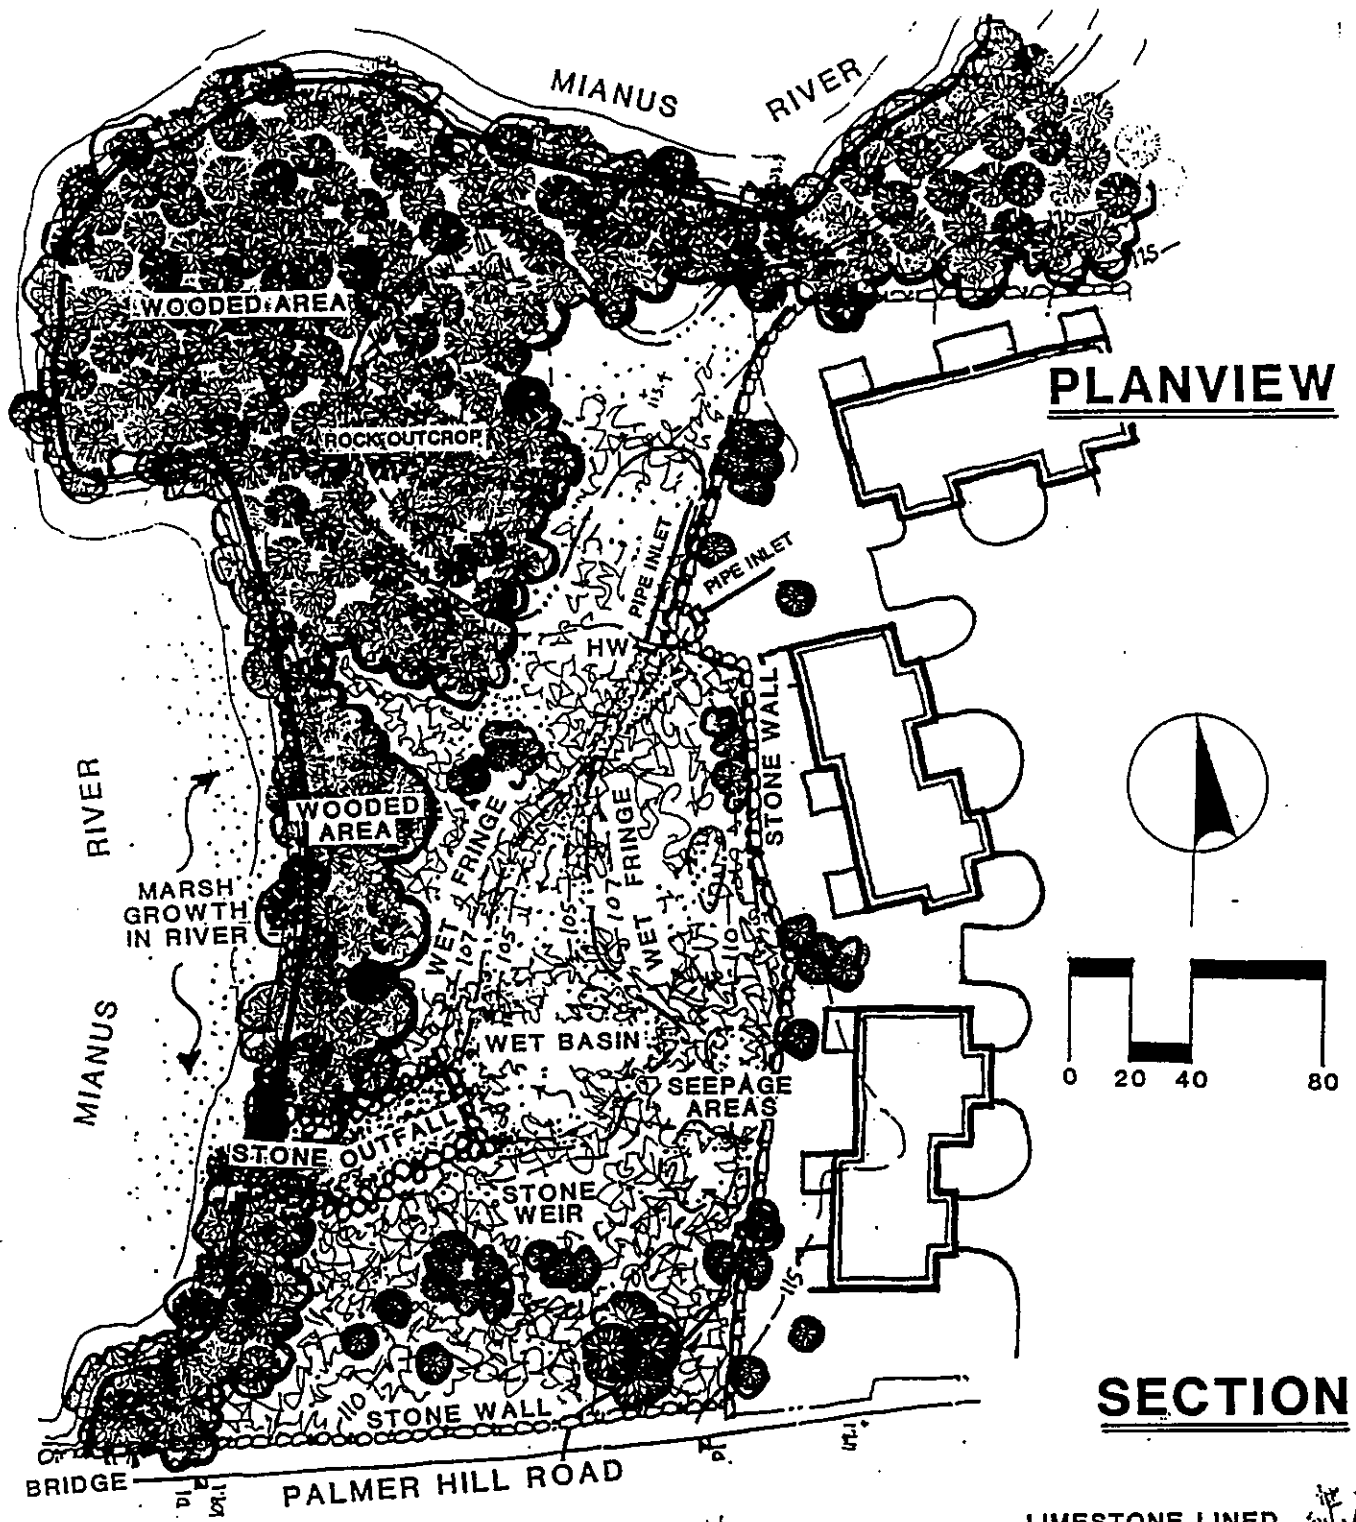 MIANUS RIVER
WOODED AREA
PLANVIEW
115
ROCK OUTCROP
PIPE INLET
PIPE INLET
HW
STONE WALL
MIANUS RIVER
WOODED
AREA
WET FRINGE
WET FRINGE
107
105
105
107
110
MARSH
GROWTH
IN RIVER
WET BASIN
SEEPAGE
AREAS
0 20 40 80
STONE OUTFALL
STONE
WEIR
115
110
STONE WALL
SECTION
BRIDGE
PALMER HILL ROAD
LIMESTONE LINED